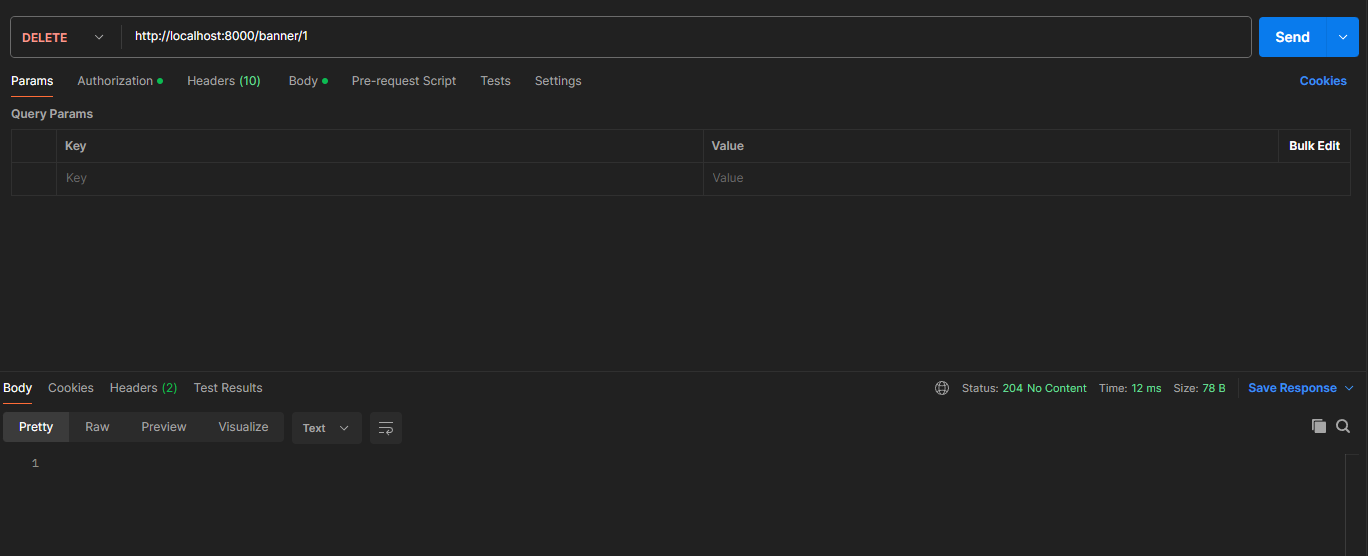 DELETE http://localhost:8000/banner/1 Send
Params Authorization Headers (10) Body Pre-request Script Tests Settings Cookies
Query Params
Key Value Bulk Edit
Key Value
Body Cookies Headers (2) Test Results Status: 204 No Content Time: 12 ms Size: 78 B Save Response
Pretty Raw Preview Visualize Text
1